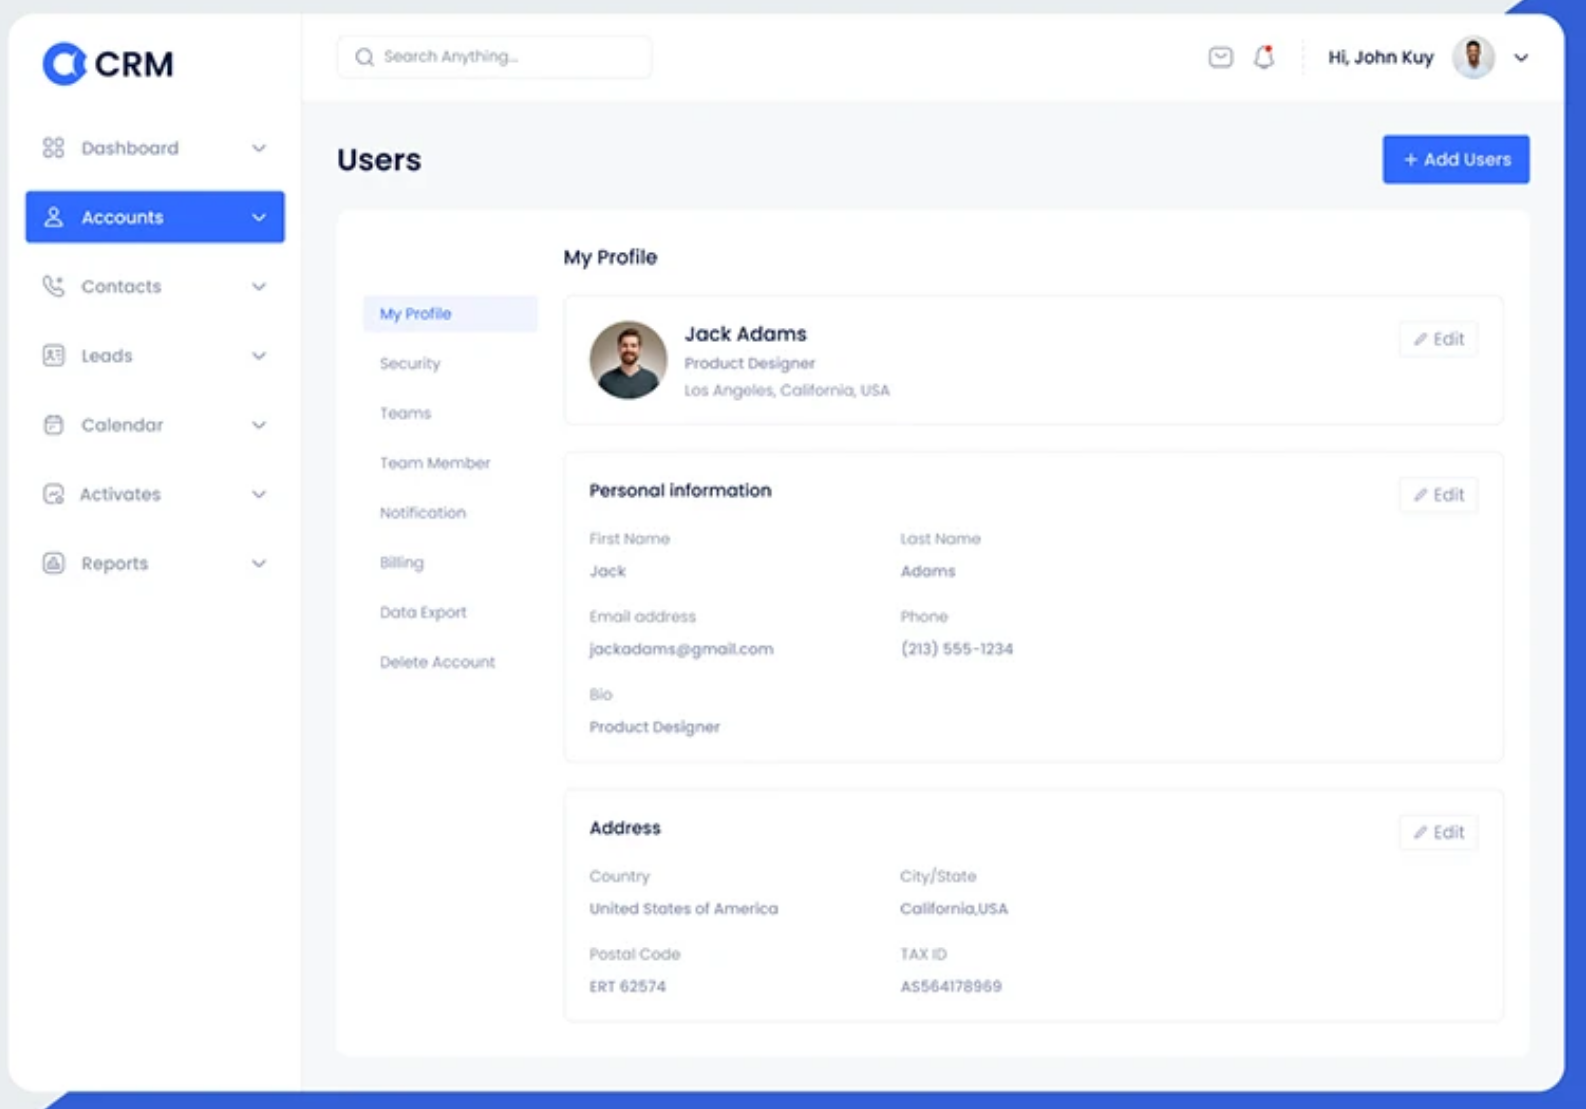 CRM
Search Anything...
Hi, John Kuy
Dashboard
Accounts
Contacts
Leads
Calendar
Activates
Reports
Users
+ Add Users
My Profile
Security
Teams
Team Member
Notification
Billing
Data Export
Delete Account
My Profile
Jack Adams
Product Designer
Los Angeles, California, USA
Edit
Personal information
Edit
First Name
Last Name
Jack
Adams
Email address
Phone
jackadams@gmail.com
(213) 555-1234
Bio
Product Designer
Address
Edit
Country
City/State
United States of America
California,USA
Postal Code
TAX ID
ERT 62574
AS564178969